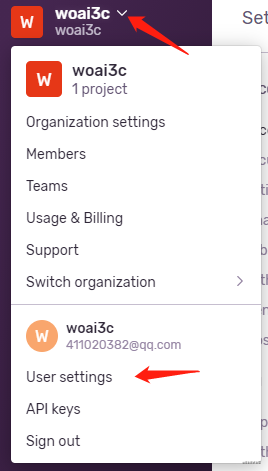 W
woai3c
woai3c
Set
W
woai3c
1 project
Organization settings
Members
Teams
Usage & Billing
Support
Switch organization
W
woai3c
411020382@qq.com
User settings
API keys
Sign out